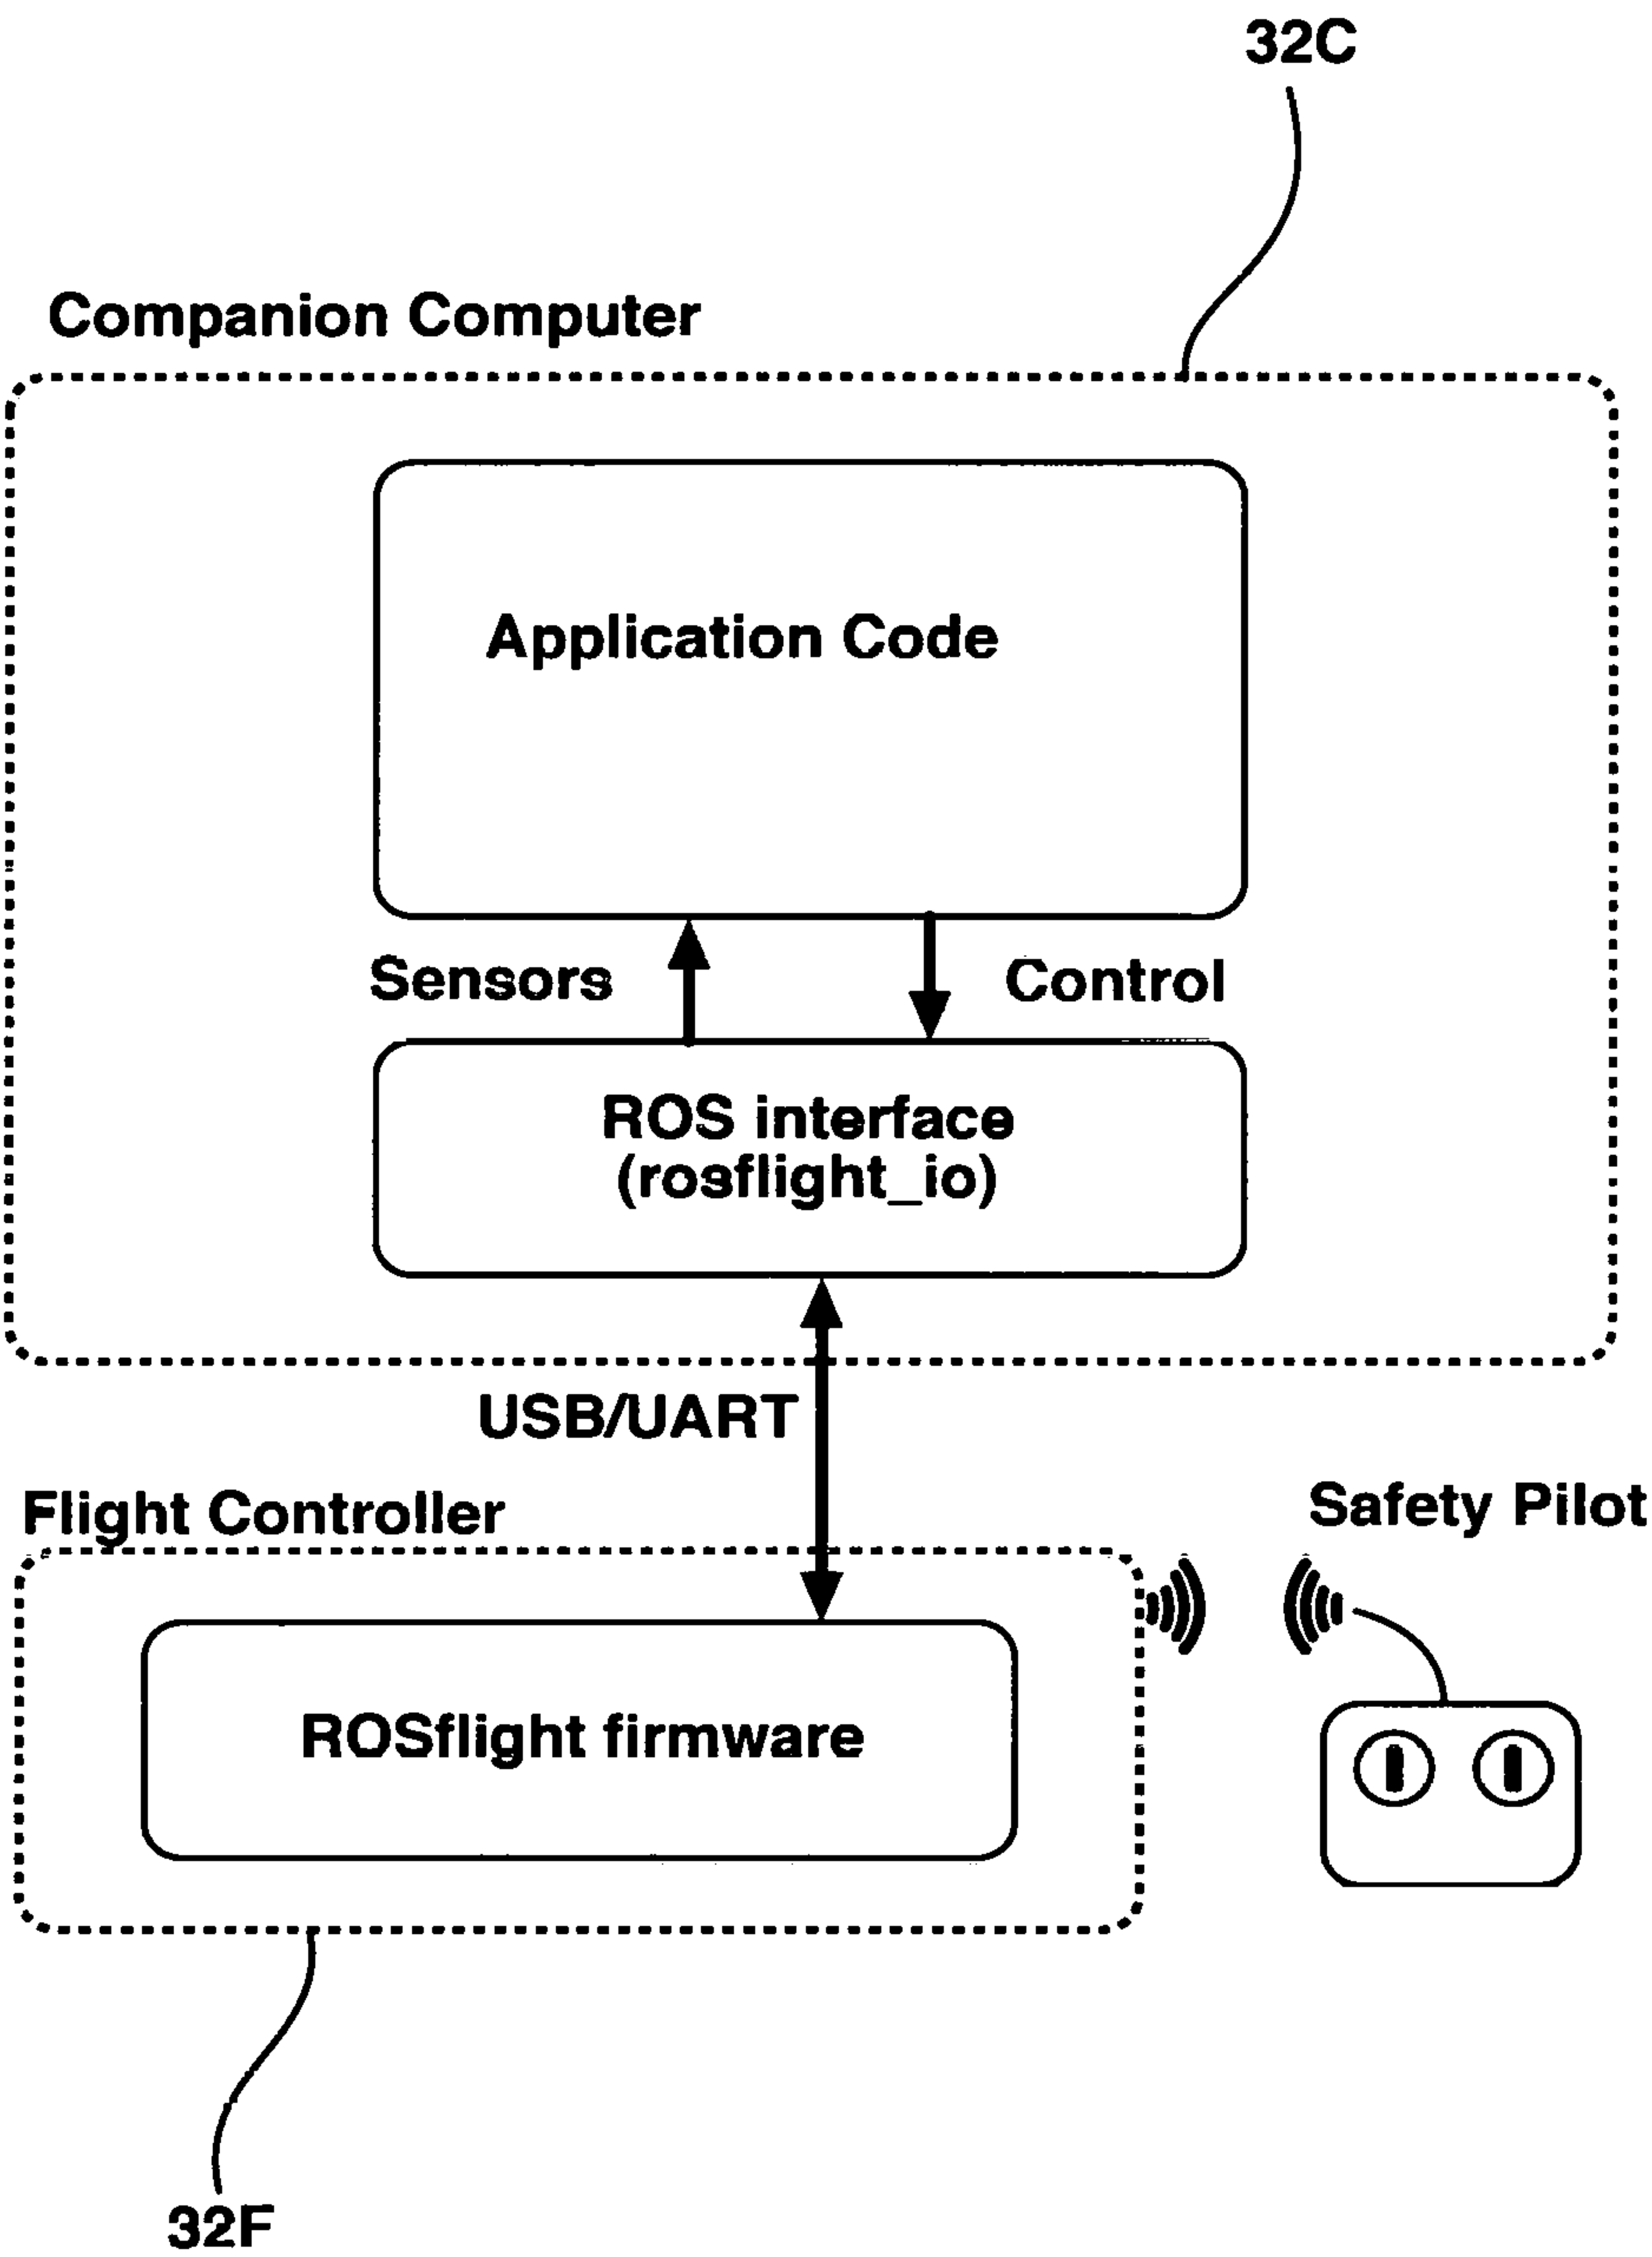 32C
Companion Computer
Application Code
Sensors
Control
ROS interface
(rosflight_io)
USB/UART
Flight Controller
Safety Pilot
ROSflight firmware
32F